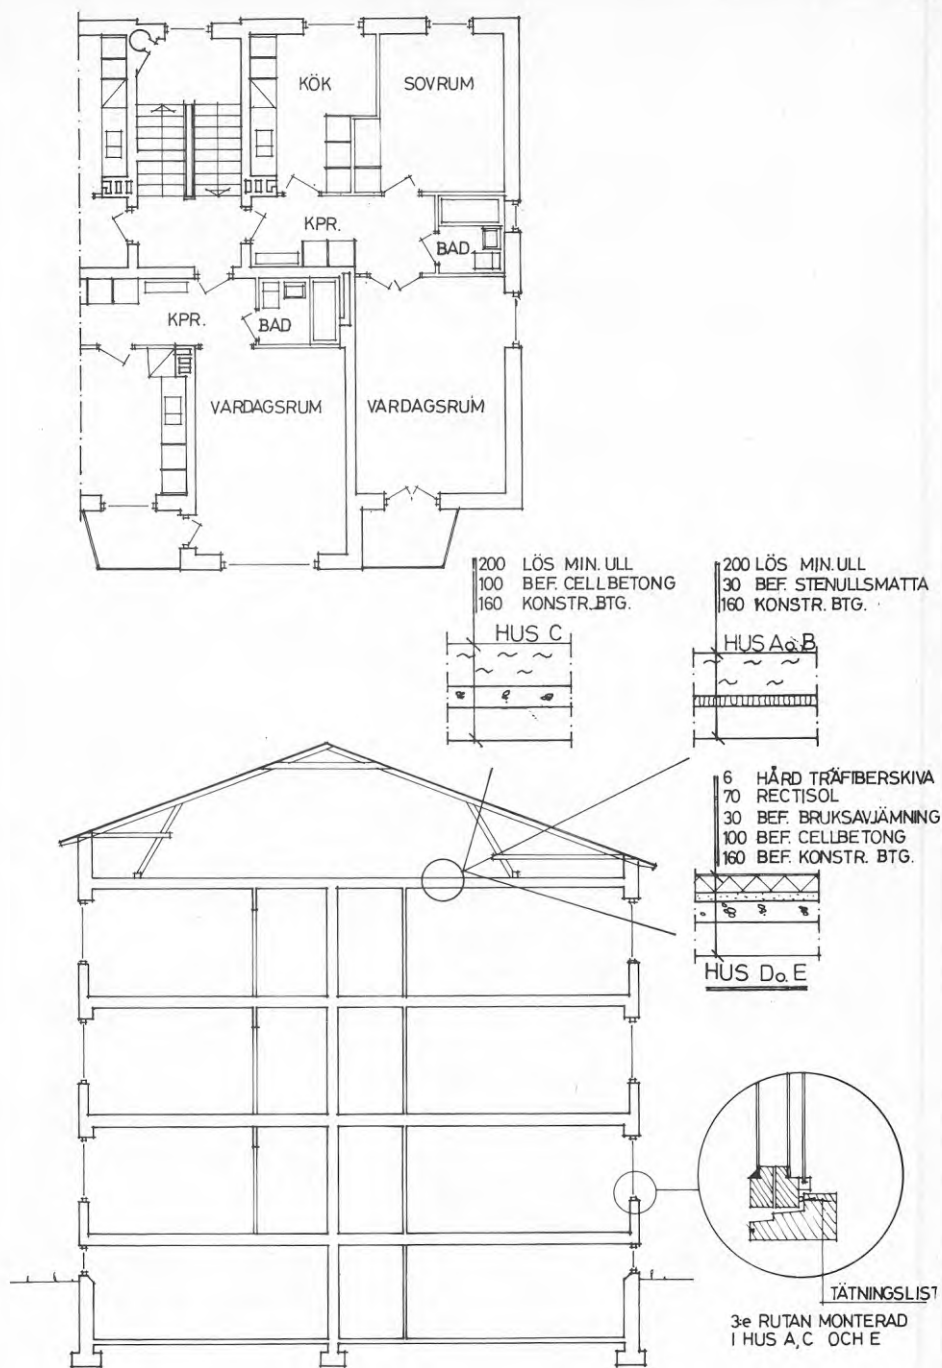 KÖK
SOVRUM
KPR.
BAD
KPR.
BAD
VARDAGSRUM
VARDAGSRUM
200 LÖS MIN. ULL
100 BEF. CELLBETONG
160 KONSTR. BTG.
HUS C
200 LÖS MIN. ULL
30 BEF. STENULLSMATTA
160 KONSTR. BTG.
HUS A o. B
6 HÅRD TRÄFIBERSKIVA
70 RECTISOL
30 BEF. BRUKSAVJÄMNING
100 BEF. CELLBETONG
160 BEF. KONSTR. BTG.
HUS D o. E
TÄTNINGSLIST
3:e RUTAN MONTERAD
I HUS A, C OCH E